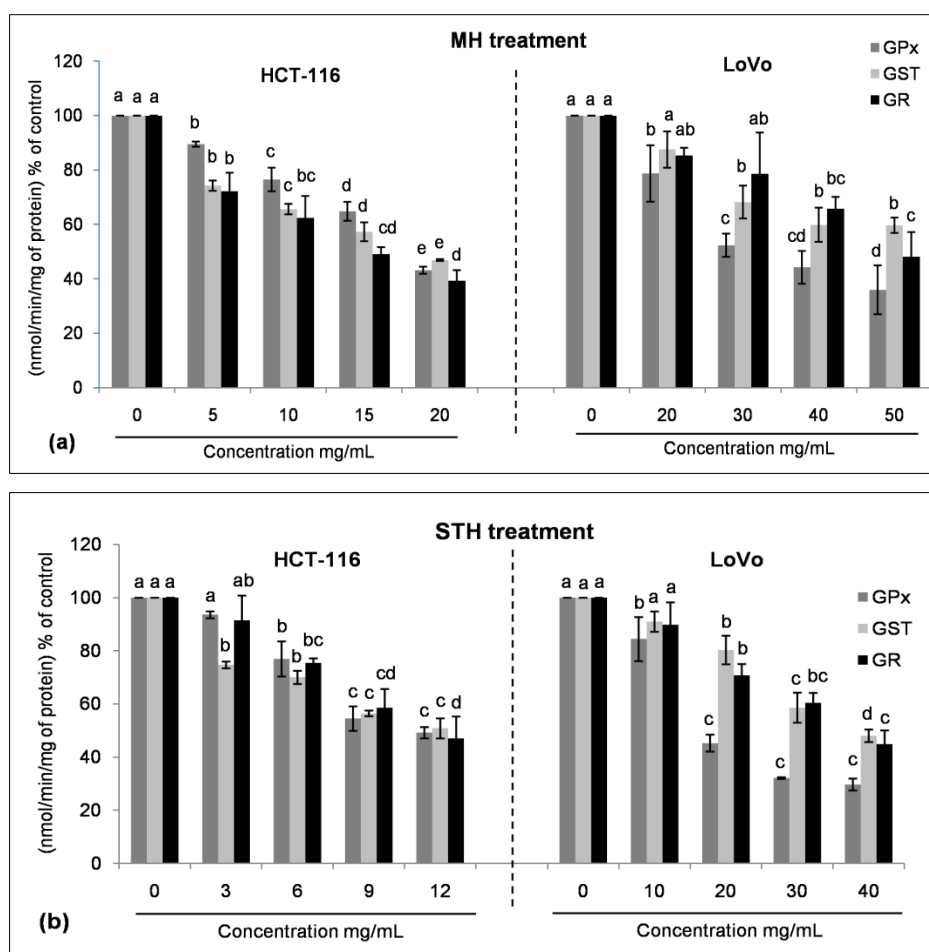 MH treatment
(nmol/min/mg of protein) % of control
120
100
80
60
40
20
0
HCT-116
LoVo
GPx
GST
GR
a a a
b b b
c c bc
d d cd
e e d
a a a
b a ab
c b ab
cd b bc
d b c
0 5 10 15 20
0 20 30 40 50
(a)
Concentration mg/mL
Concentration mg/mL
STH treatment
(nmol/min/mg of protein) % of control
120
100
80
60
40
20
0
HCT-116
LoVo
GPx
GST
GR
a a a
a b ab
b b bc
c c cd
c c d
a a a
b a a
c b b
c c bc
c d c
0 3 6 9 12
0 10 20 30 40
(b)
Concentration mg/mL
Concentration mg/mL